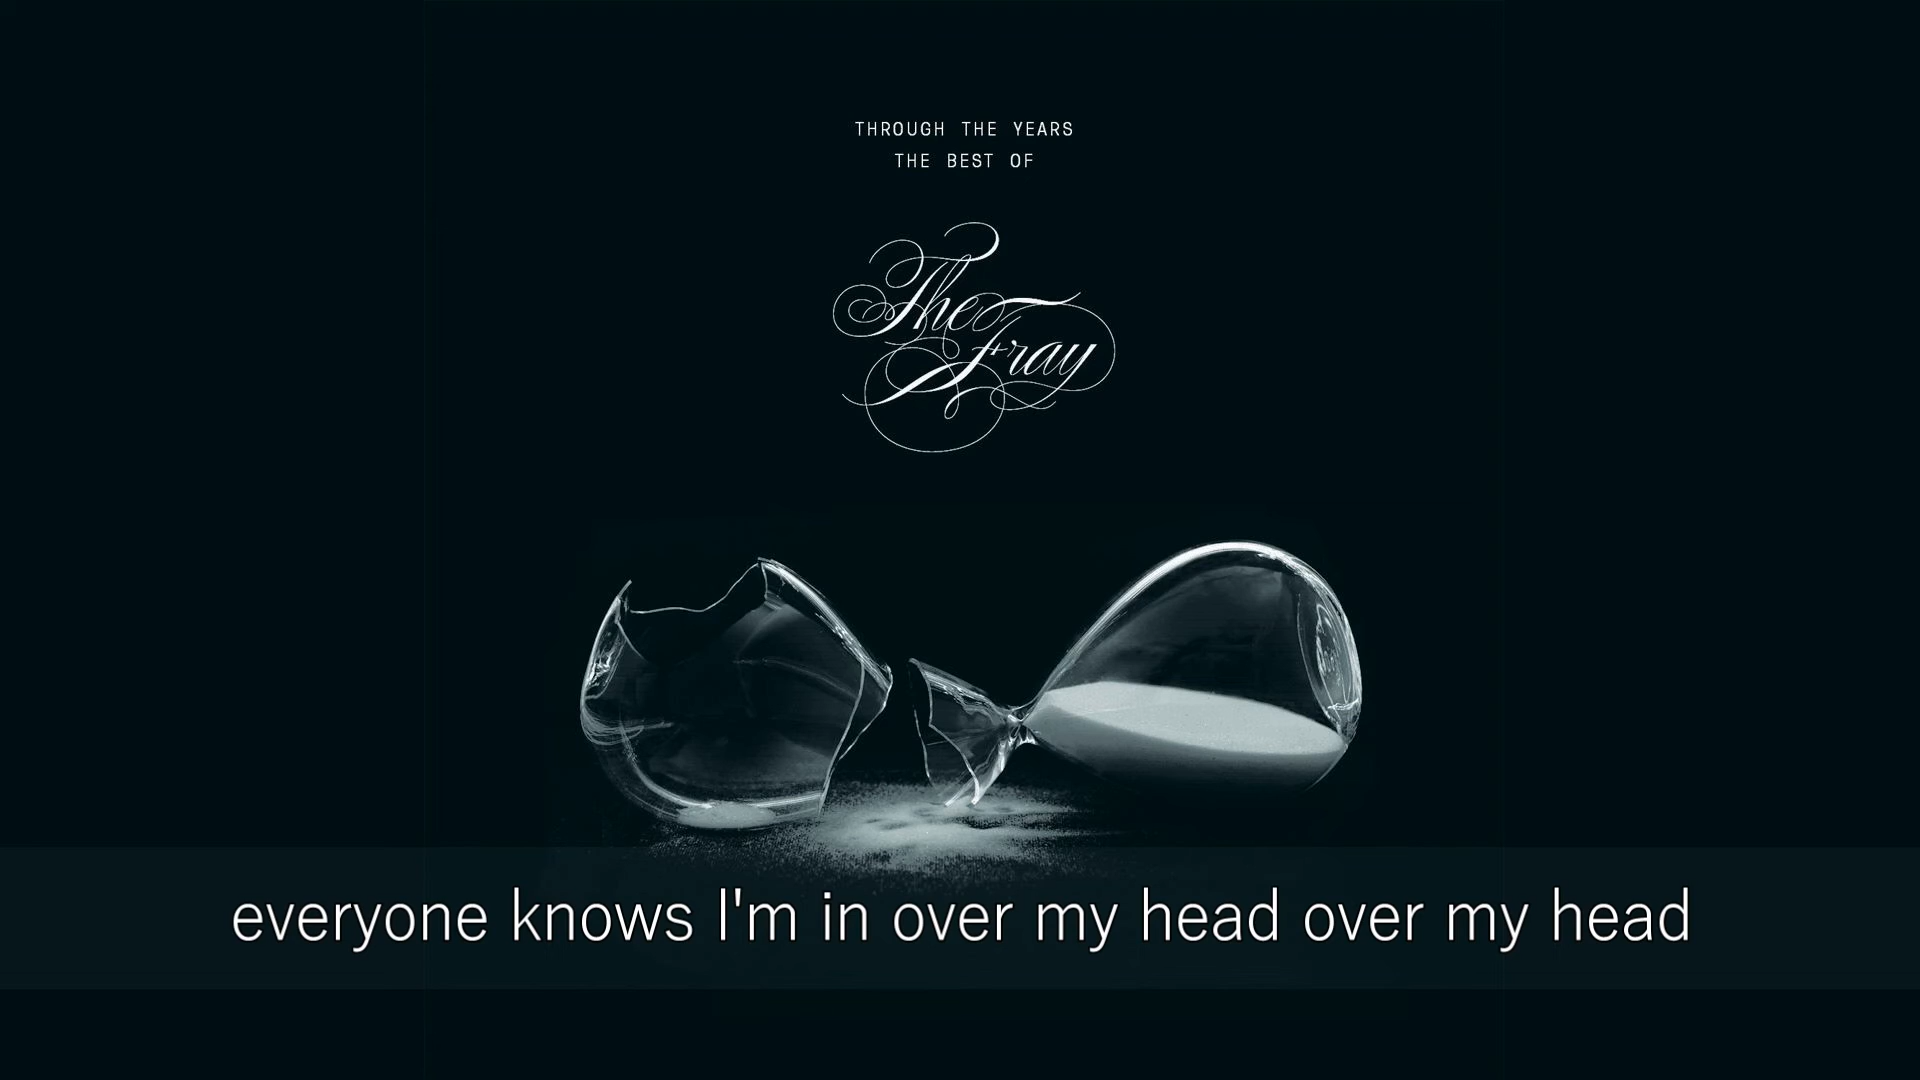 THROUGH THE YEARS
THE BEST OF
The
Fray
everyone knows I'm in over my head over my head